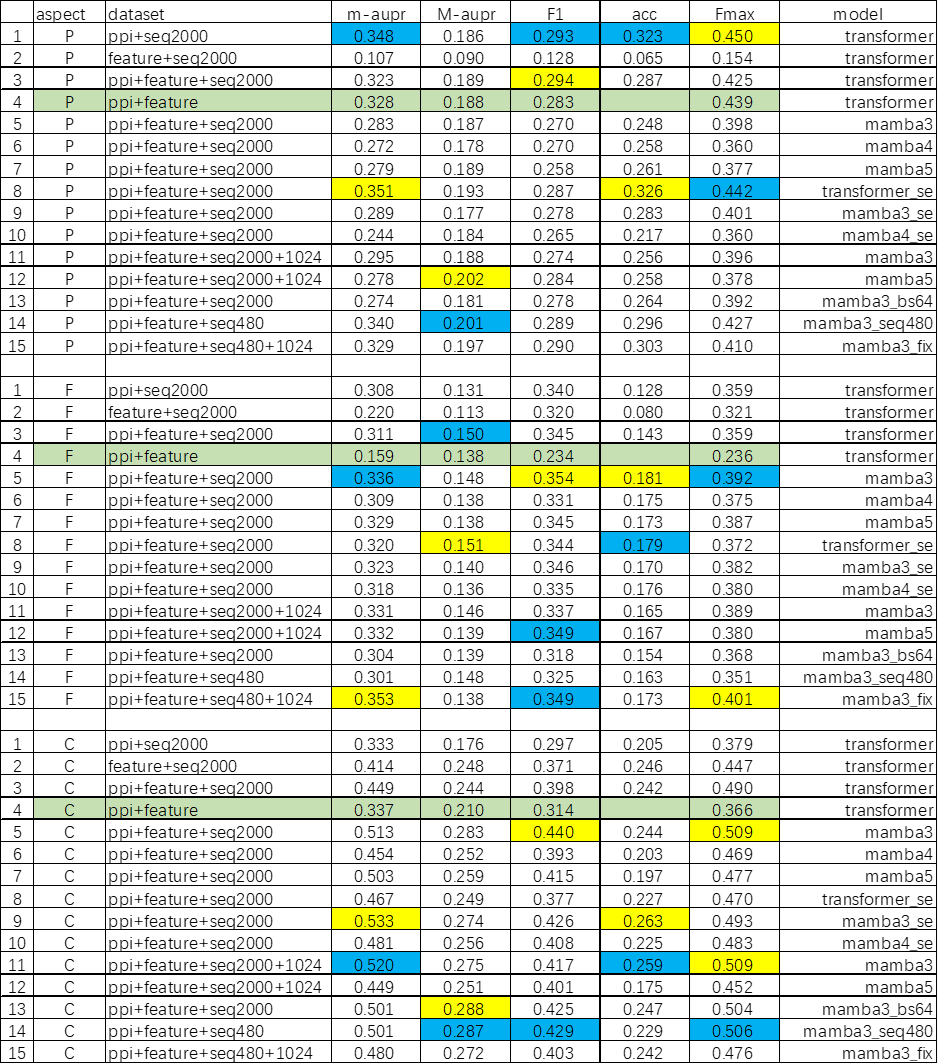 aspect dataset m-aupr M-aupr F1 acc Fmax model
1 P ppi+seq2000 0.348 0.186 0.293 0.323 0.450 transformer
2 P feature+seq2000 0.107 0.090 0.128 0.065 0.154 transformer
3 P ppi+feature+seq2000 0.323 0.189 0.294 0.287 0.425 transformer
4 P ppi+feature 0.328 0.188 0.283 0.439 transformer
5 P ppi+feature+seq2000 0.283 0.187 0.270 0.248 0.398 mamba3
6 P ppi+feature+seq2000 0.272 0.178 0.270 0.258 0.360 mamba4
7 P ppi+feature+seq2000 0.279 0.189 0.258 0.261 0.377 mamba5
8 P ppi+feature+seq2000 0.351 0.193 0.287 0.326 0.442 transformer_se
9 P ppi+feature+seq2000 0.289 0.177 0.278 0.283 0.401 mamba3_se
10 P ppi+feature+seq2000 0.244 0.184 0.265 0.217 0.360 mamba4_se
11 P ppi+feature+seq2000+1024 0.295 0.188 0.274 0.256 0.396 mamba3
12 P ppi+feature+seq2000+1024 0.278 0.202 0.284 0.258 0.378 mamba5
13 P ppi+feature+seq2000 0.274 0.181 0.278 0.264 0.392 mamba3_bs64
14 P ppi+feature+seq480 0.340 0.201 0.289 0.296 0.427 mamba3_seq480
15 P ppi+feature+seq480+1024 0.329 0.197 0.290 0.303 0.410 mamba3_fix
1 F ppi+seq2000 0.308 0.131 0.340 0.128 0.359 transformer
2 F feature+seq2000 0.220 0.113 0.320 0.080 0.321 transformer
3 F ppi+feature+seq2000 0.311 0.150 0.345 0.143 0.359 transformer
4 F ppi+feature 0.159 0.138 0.234 0.236 transformer
5 F ppi+feature+seq2000 0.336 0.148 0.354 0.181 0.392 mamba3
6 F ppi+feature+seq2000 0.309 0.138 0.331 0.175 0.375 mamba4
7 F ppi+feature+seq2000 0.329 0.138 0.345 0.173 0.387 mamba5
8 F ppi+feature+seq2000 0.320 0.151 0.344 0.179 0.372 transformer_se
9 F ppi+feature+seq2000 0.323 0.140 0.346 0.170 0.382 mamba3_se
10 F ppi+feature+seq2000 0.318 0.136 0.335 0.176 0.380 mamba4_se
11 F ppi+feature+seq2000+1024 0.331 0.146 0.337 0.165 0.389 mamba3
12 F ppi+feature+seq2000+1024 0.332 0.139 0.349 0.167 0.380 mamba5
13 F ppi+feature+seq2000 0.304 0.139 0.318 0.154 0.368 mamba3_bs64
14 F ppi+feature+seq480 0.301 0.148 0.325 0.163 0.351 mamba3_seq480
15 F ppi+feature+seq480+1024 0.353 0.138 0.349 0.173 0.401 mamba3_fix
1 C ppi+seq2000 0.333 0.176 0.297 0.205 0.379 transformer
2 C feature+seq2000 0.414 0.248 0.371 0.246 0.447 transformer
3 C ppi+feature+seq2000 0.449 0.244 0.398 0.242 0.490 transformer
4 C ppi+feature 0.337 0.210 0.314 0.366 transformer
5 C ppi+feature+seq2000 0.513 0.283 0.440 0.244 0.509 mamba3
6 C ppi+feature+seq2000 0.454 0.252 0.393 0.203 0.469 mamba4
7 C ppi+feature+seq2000 0.503 0.259 0.415 0.197 0.477 mamba5
8 C ppi+feature+seq2000 0.467 0.249 0.377 0.227 0.470 transformer_se
9 C ppi+feature+seq2000 0.533 0.274 0.426 0.263 0.493 mamba3_se
10 C ppi+feature+seq2000 0.481 0.256 0.408 0.225 0.483 mamba4_se
11 C ppi+feature+seq2000+1024 0.520 0.275 0.417 0.259 0.509 mamba3
12 C ppi+feature+seq2000+1024 0.449 0.251 0.401 0.175 0.452 mamba5
13 C ppi+feature+seq2000 0.501 0.288 0.425 0.247 0.504 mamba3_bs64
14 C ppi+feature+seq480 0.501 0.287 0.429 0.229 0.506 mamba3_seq480
15 C ppi+feature+seq480+1024 0.480 0.272 0.403 0.242 0.476 mamba3_fix